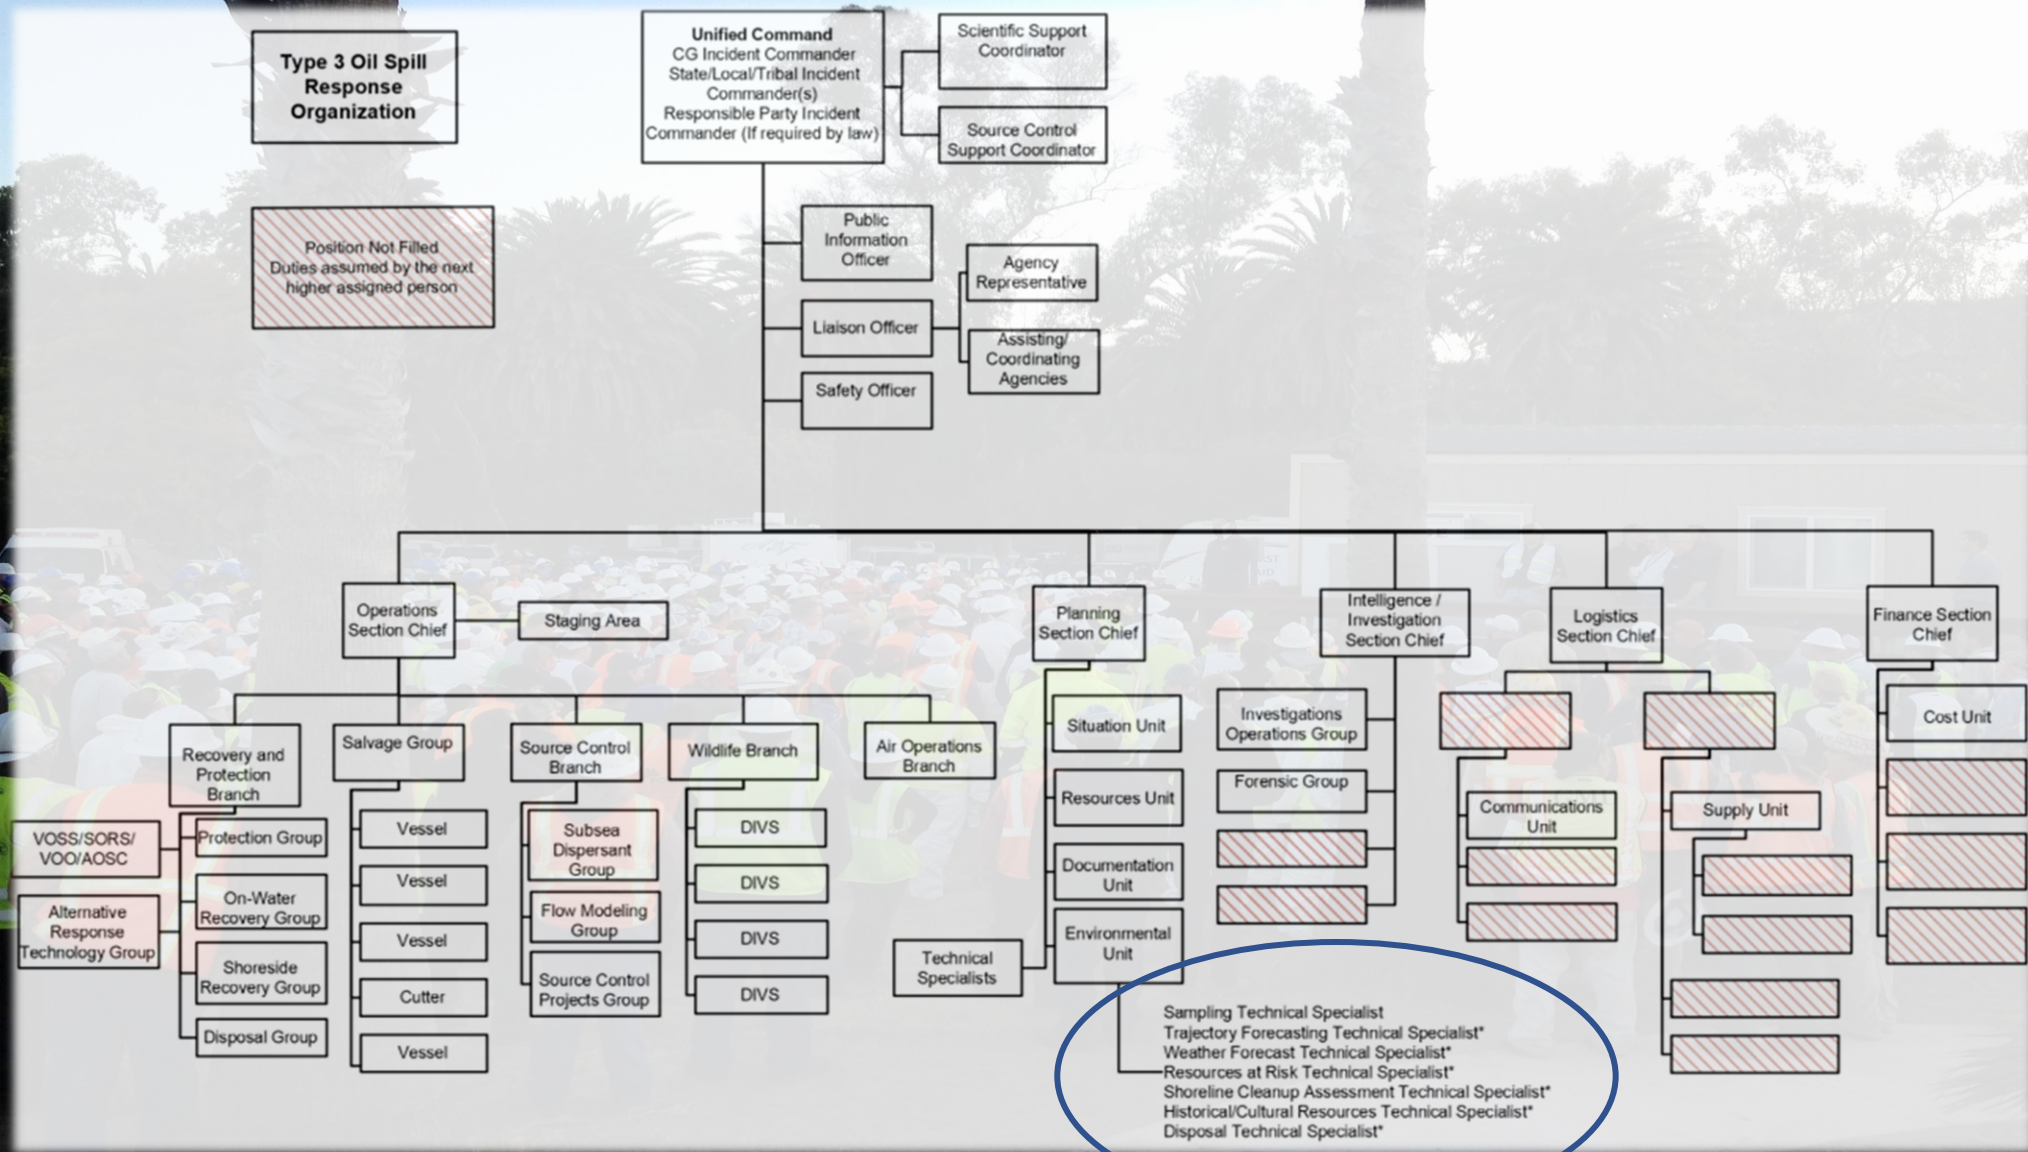 Type 3 Oil Spill
Response
Organization
Unified Command
CG Incident Commander
State/Local/Tribal Incident
Commander(s)
Responsible Party Incident
Commander (If required by law)
Scientific Support
Coordinator
Source Control
Support Coordinator
Position Not Filled
Duties assumed by the next
higher assigned person
Public
Information
Officer
Liaison Officer
Agency
Representative
Assisting/
Coordinating
Agencies
Safety Officer
Operations
Section Chief
Staging Area
Planning
Section Chief
Intelligence /
Investigation
Section Chief
Logistics
Section Chief
Finance Section
Chief
Recovery and
Protection
Branch
Salvage Group
Source Control
Branch
Wildlife Branch
Air Operations
Branch
VOSS/SORS/
VOO/AOSC
Alternative
Response
Technology Group
Protection Group
On-Water
Recovery Group
Shoreside
Recovery Group
Disposal Group
Vessel
Vessel
Vessel
Cutter
Vessel
Subsea
Dispersant
Group
Flow Modeling
Group
Source Control
Projects Group
DIVS
DIVS
DIVS
DIVS
Situation Unit
Resources Unit
Documentation
Unit
Environmental
Unit
Technical
Specialists
Sampling Technical Specialist
Trajectory Forecasting Technical Specialist*
Weather Forecast Technical Specialist*
Resources at Risk Technical Specialist*
Shoreline Cleanup Assessment Technical Specialist*
Historical/Cultural Resources Technical Specialist*
Disposal Technical Specialist*
Investigations
Operations Group
Forensic Group
Communications
Unit
Supply Unit
Cost Unit